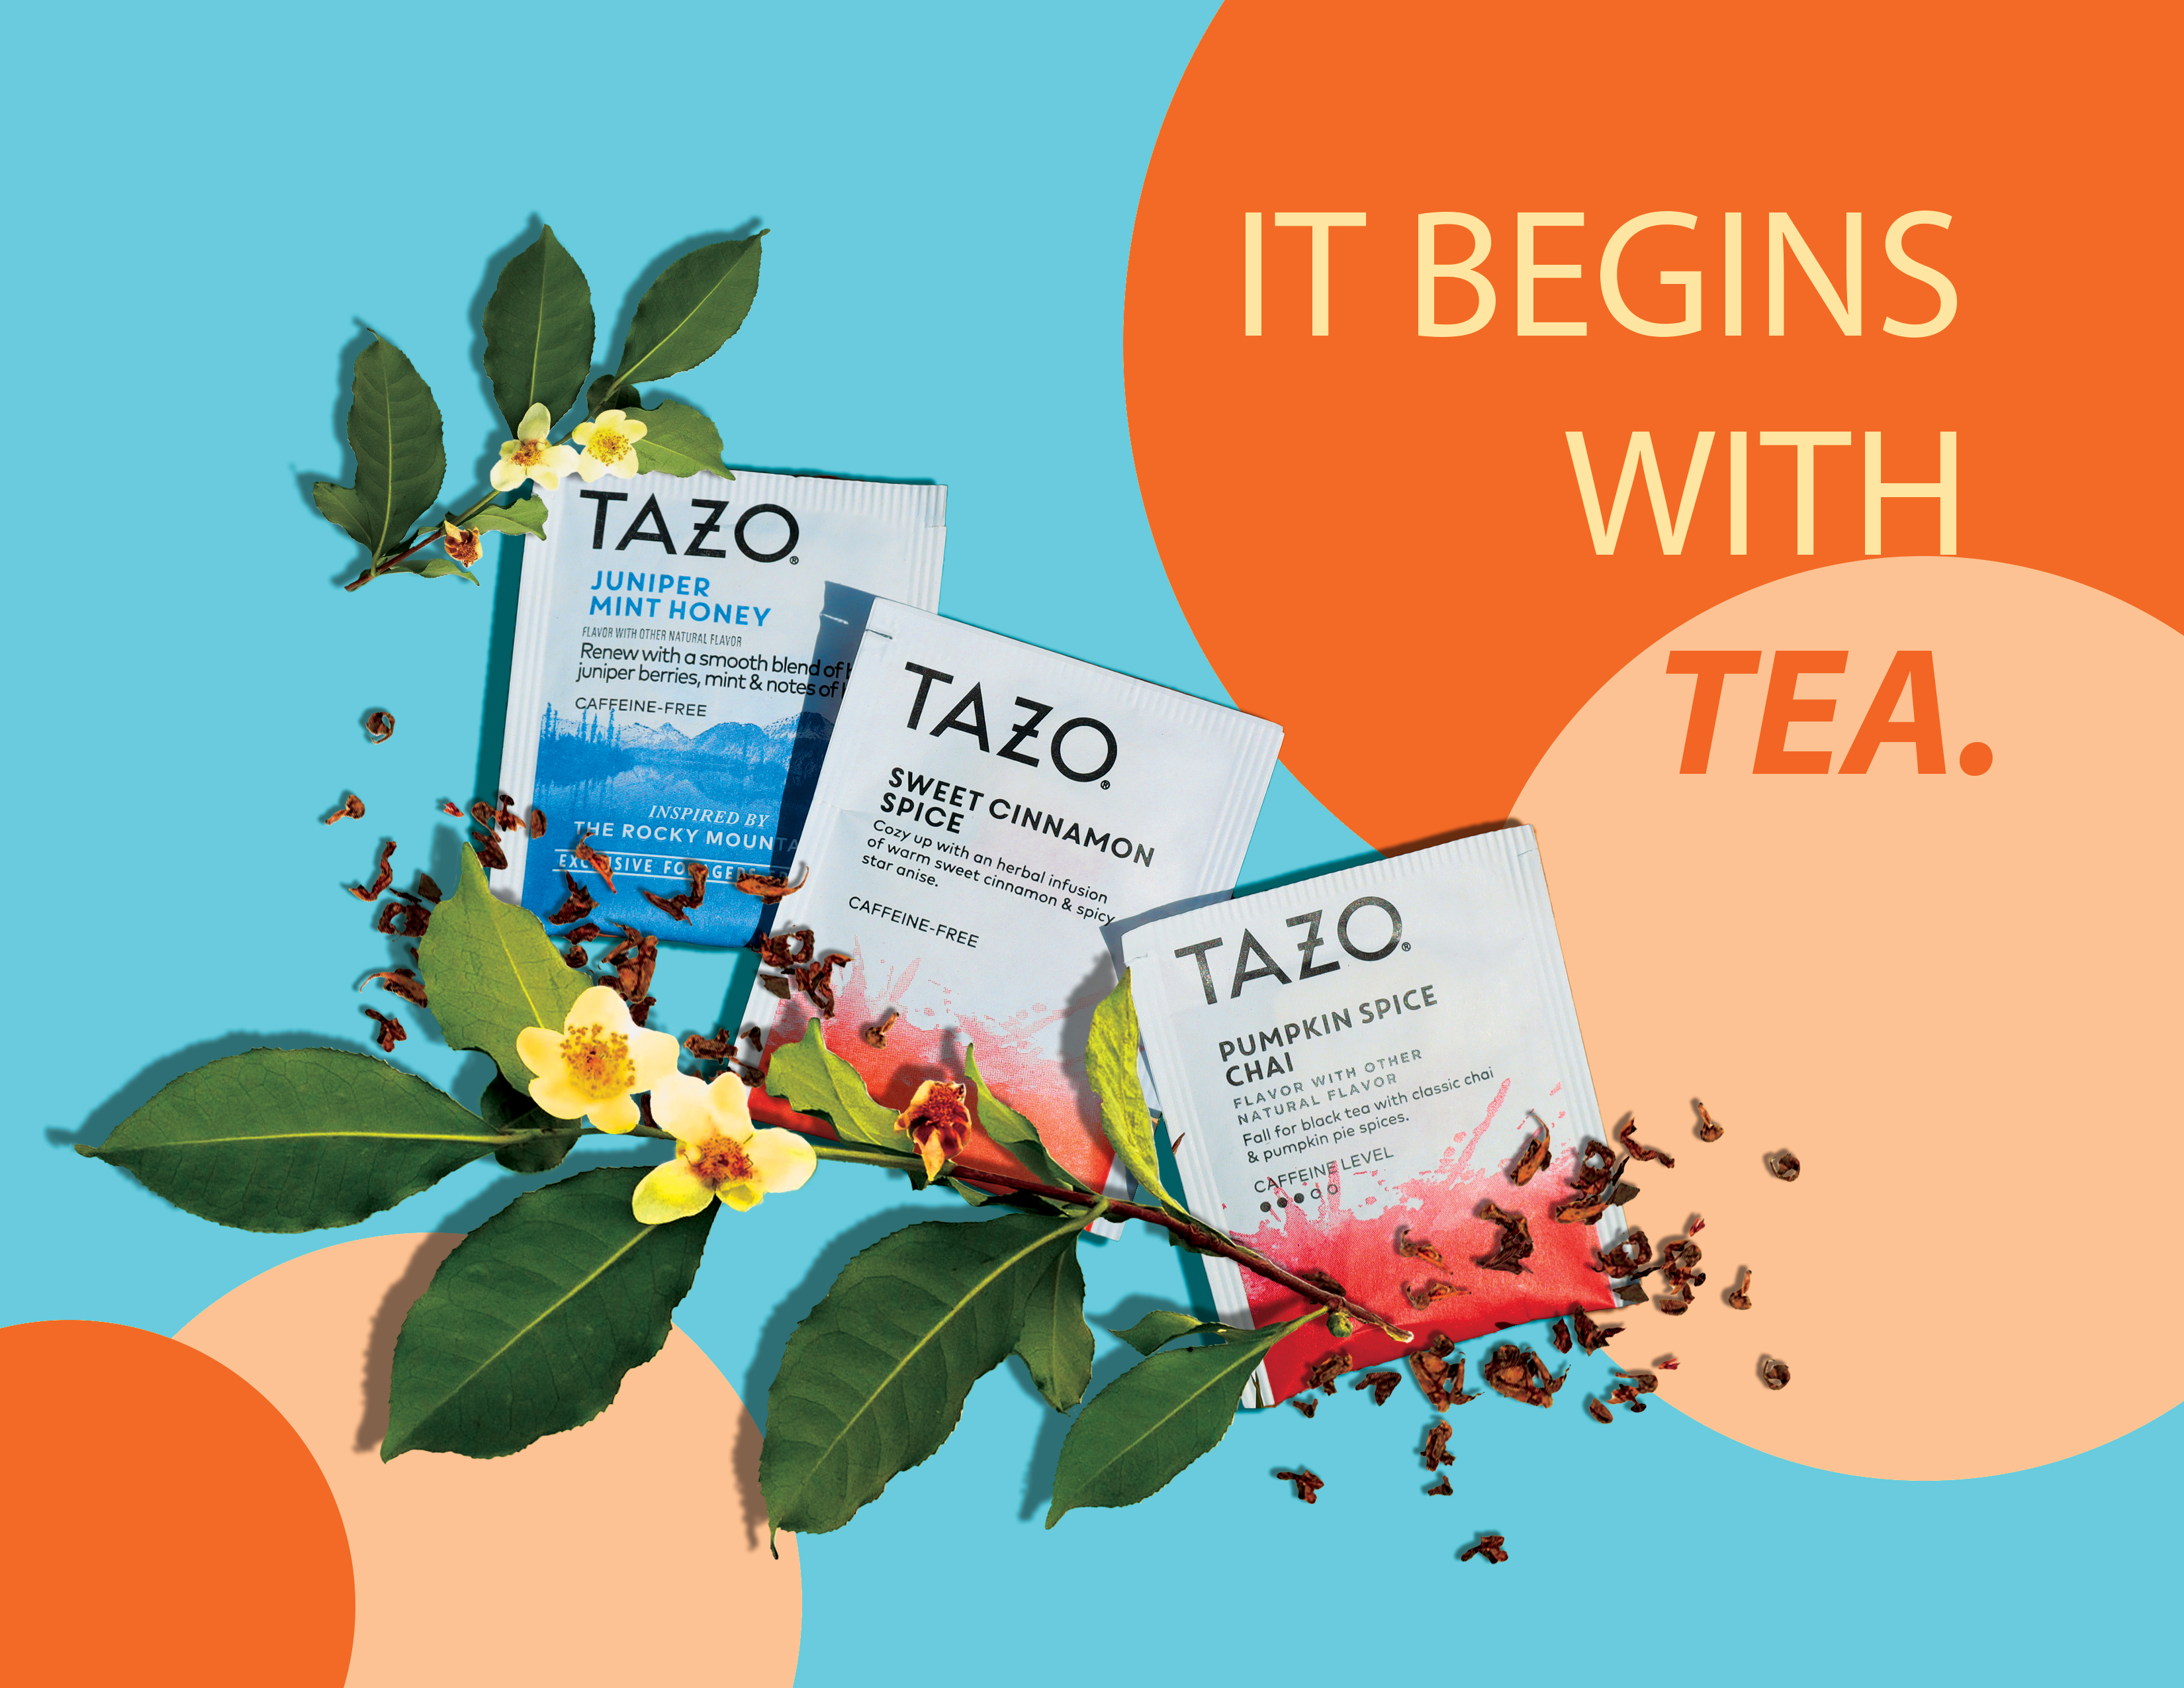 IT BEGINS
WITH
TEA.
TAZO®
JUNIPER
MINT HONEY
FLAVOR WITH OTHER NATURAL FLAVOR
Renew with a smooth blend of
juniper berries, mint & notes of
CAFFEINE-FREE
INSPIRED BY
THE ROCKY MOUNTA
FO
TAZO®
SWEET CINNAMON
SPICE
Cozy up with an herbal infusion
of warm sweet cinnamon & spicy
star anise.
CAFFEINE-FREE
TAZO®
PUMPKIN SPICE
CHAI
FLAVOR WITH OTHER
NATURAL FLAVOR
Fall for black tea with classic chai
& pumpkin pie spices.
CAFFEINE LEVEL